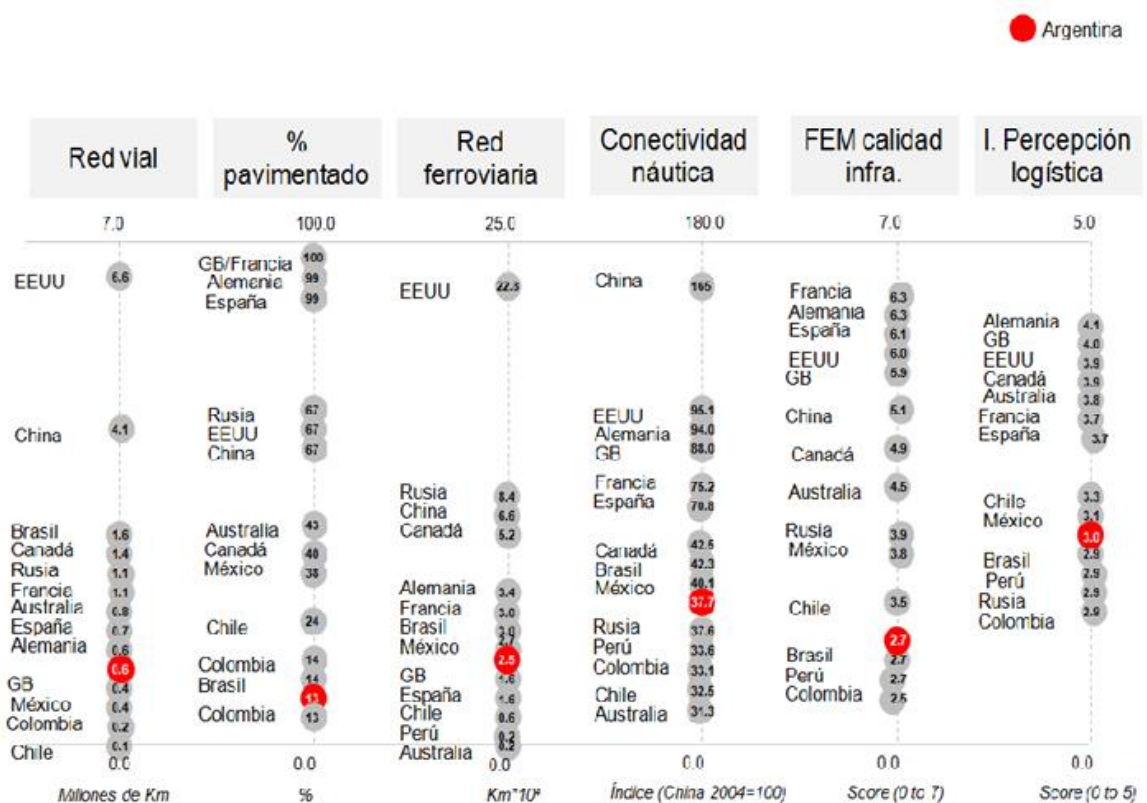 Argentina
Red vial
%
pavimentado
Red
ferroviaria
Conectividad
náutica
FEM calidad
infra.
I. Percepción
logística
7.0
100.0
25.0
180.0
7.0
5.0
EEUU 6.6
China 4.1
Brasil 1.6
Canadá 1.4
Rusia 1.1
Francia 1.1
Australia 0.8
España 0.7
Alemania 0.6
0.6
GB 0.4
México 0.4
Colombia 0.2
Chile 0.1
0.0
Millones de Km
GB/Francia 100
Alemania 99
España 99
Rusia 67
EEUU 67
China 67
Australia 43
Canadá 40
México 38
Chile 24
Colombia 14
Brasil 14
13
Colombia 13
0.0
%
EEUU 22.8
Rusia 8.4
China 6.6
Canadá 5.2
Alemania 3.4
Francia 3.0
Brasil 3.0
México 2.7
2.5
GB 1.6
España 1.6
Chile 0.6
Perú 0.2
Australia 0.2
0.0
Km*10⁴
China 165
EEUU 95.1
Alemania 94.0
GB 88.0
Francia 75.2
España 70.8
Canadá 42.5
Brasil 42.3
México 40.1
37.7
Rusia 37.6
Perú 33.6
Colombia 33.1
Chile 32.5
Australia 31.3
0.0
Índice (China 2004=100)
Francia 6.3
Alemania 6.3
España 6.1
EEUU 6.0
GB 5.9
China 5.1
Canadá 4.9
Australia 4.5
Rusia 3.9
México 3.8
Chile 3.5
2.7
Brasil 2.7
Perú 2.7
Colombia 2.5
0.0
Score (0 to 7)
Alemania 4.1
GB 4.0
EEUU 3.9
Canadá 3.9
Australia 3.8
Francia 3.7
España 3.7
Chile 3.3
México 3.1
3.0
Brasil 2.9
Perú 2.9
Rusia 2.9
Colombia 2.9
0.0
Score (0 to 5)